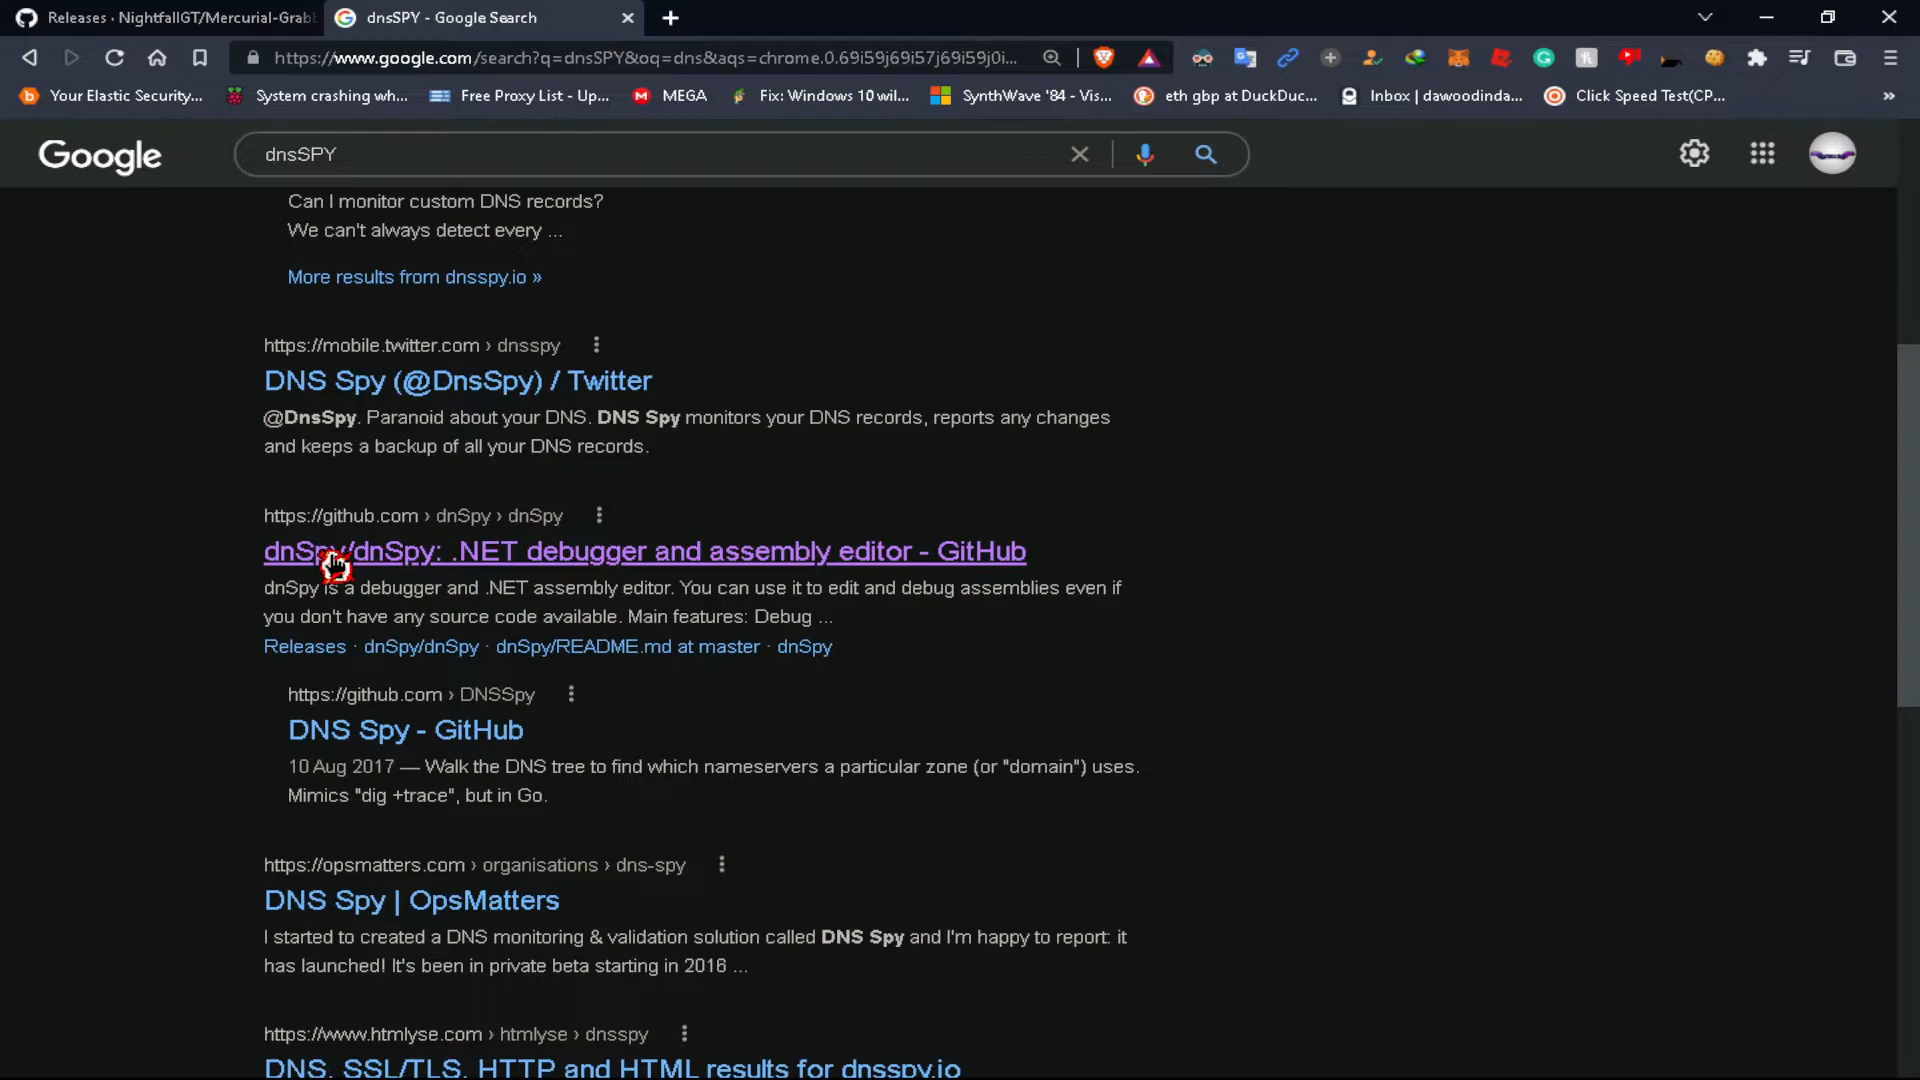 Releases · NightfallGT/Mercurial-Grabb
dnsSPY - Google Search
https://www.google.com/search?q=dnsSPY&oq=dns&aqs=chrome.0.69i59j69i57j69i59j0i...
Your Elastic Security...
System crashing wh...
Free Proxy List - Up...
MEGA
Fix: Windows 10 wil...
SynthWave '84 - Vis...
eth gbp at DuckDuc...
Inbox | dawoodinda...
Click Speed Test(CP...
»
Google
dnsSPY
Can I monitor custom DNS records?
We can't always detect every ...
More results from dnsspy.io »
https://mobile.twitter.com › dnsspy
DNS Spy (@DnsSpy) / Twitter
@DnsSpy. Paranoid about your DNS. DNS Spy monitors your DNS records, reports any changes
and keeps a backup of all your DNS records.
https://github.com › dnSpy › dnSpy
dnSpy/dnSpy: .NET debugger and assembly editor - GitHub
dnSpy is a debugger and .NET assembly editor. You can use it to edit and debug assemblies even if
you don't have any source code available. Main features: Debug ...
Releases · dnSpy/dnSpy · dnSpy/README.md at master · dnSpy
https://github.com › DNSSpy
DNS Spy - GitHub
10 Aug 2017 — Walk the DNS tree to find which nameservers a particular zone (or "domain") uses.
Mimics "dig +trace", but in Go.
https://opsmatters.com › organisations › dns-spy
DNS Spy | OpsMatters
I started to created a DNS monitoring & validation solution called DNS Spy and I'm happy to report: it
has launched! It's been in private beta starting in 2016 ...
https://www.htmlyse.com › htmlyse › dnsspy
DNS, SSL/TLS, HTTP and HTML results for dnsspy.io